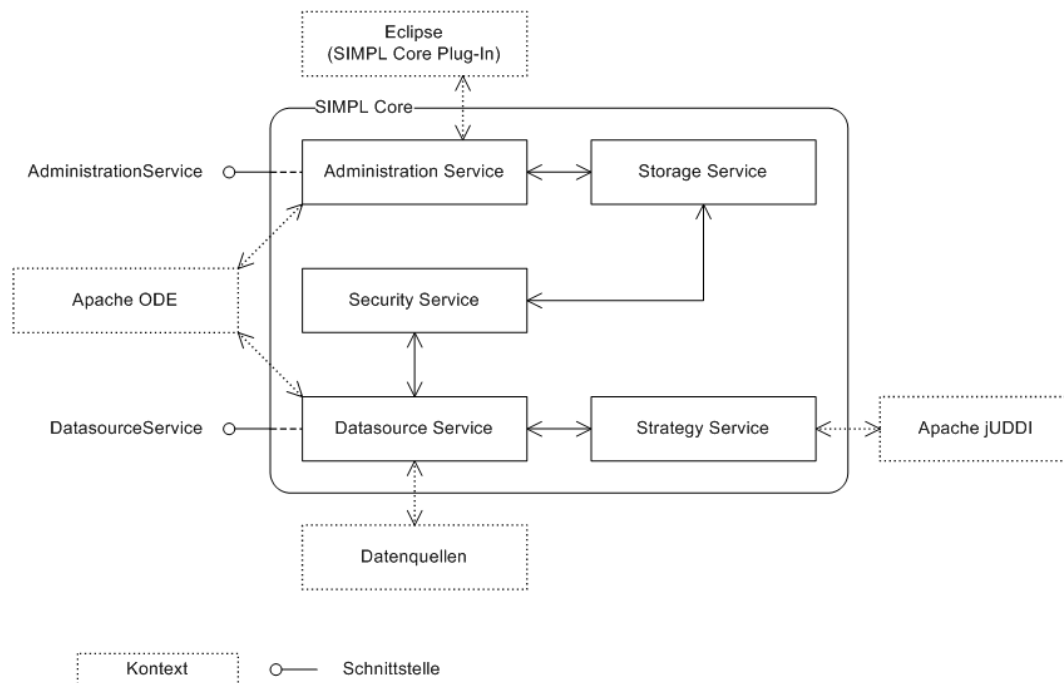 Eclipse
(SIMPL Core Plug-In)
SIMPL Core
AdministrationService
Administration Service
Storage Service
Apache ODE
Security Service
DatasourceService
Datasource Service
Strategy Service
Apache jUDDI
Datenquellen
Kontext
Schnittstelle